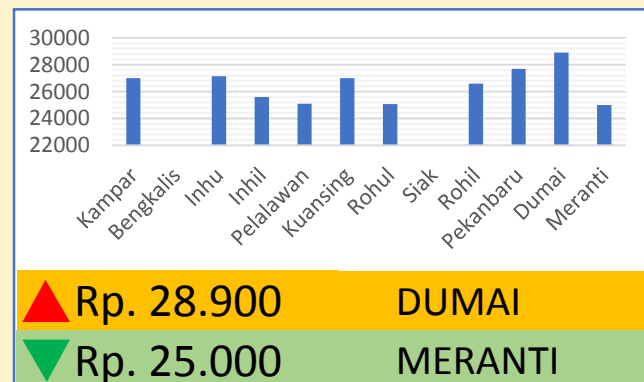 30000
28000
26000
24000
22000
Kampar
Bengkalis
Inhu
Inhil
Pelalawan
Kuansing
Rohul
Siak
Rohil
Pekanbaru
Dumai
Meranti
Rp. 28.900 DUMAI
Rp. 25.000 MERANTI